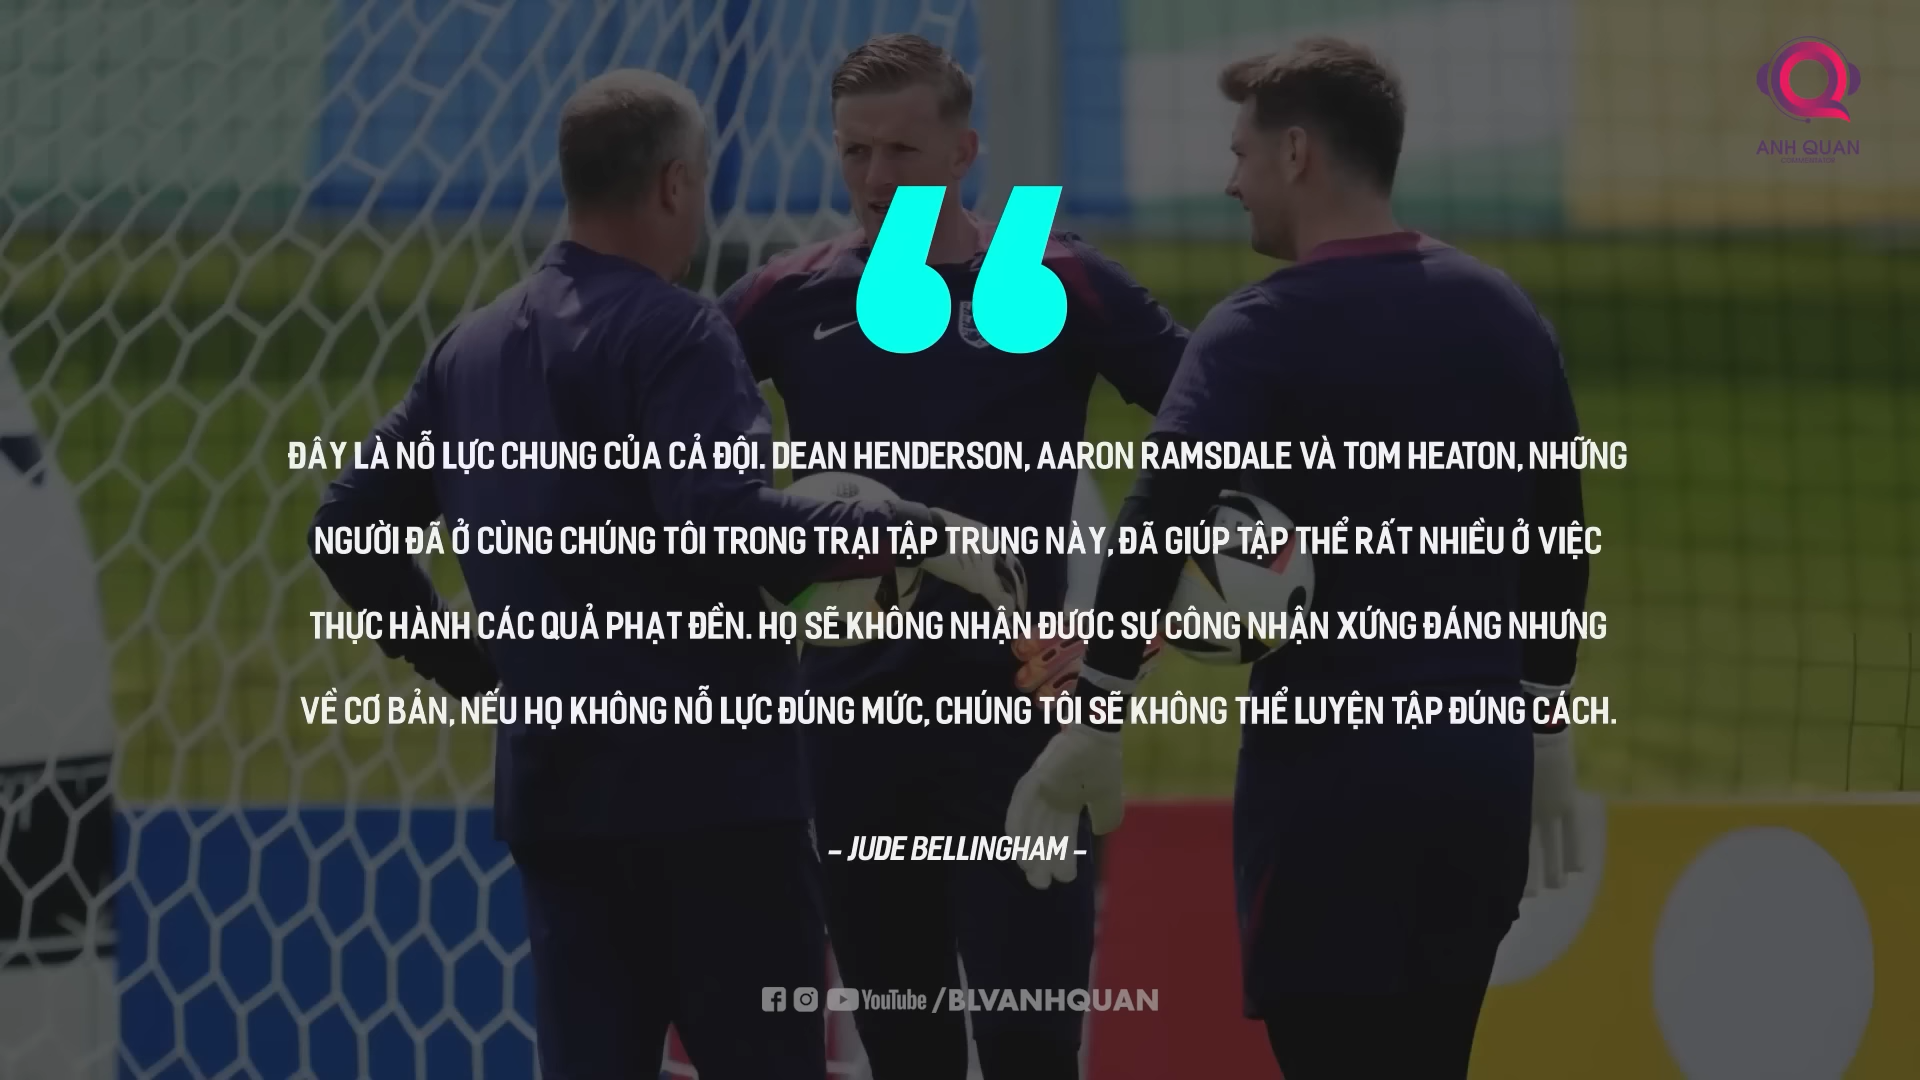 ANH QUAN
COMMENTATOR
ĐÂY LÀ NỖ LỰC CHUNG CỦA CẢ ĐỘI. DEAN HENDERSON, AARON RAMSDALE VÀ TOM HEATON, NHỮNG
NGƯỜI ĐÃ Ở CÙNG CHÚNG TÔI TRONG TRẠI TẬP TRUNG NÀY, ĐÃ GIÚP TẬP THỂ RẤT NHIỀU Ở VIỆC
THỰC HÀNH CÁC QUẢ PHẠT ĐỀN. HỌ SẼ KHÔNG NHẬN ĐƯỢC SỰ CÔNG NHẬN XỨNG ĐÁNG NHƯNG
VỀ CƠ BẢN, NẾU HỌ KHÔNG NỖ LỰC ĐÚNG MỨC, CHÚNG TÔI SẼ KHÔNG THỂ LUYỆN TẬP ĐÚNG CÁCH.
– JUDE BELLINGHAM –
YouTube /BLVANHQUAN